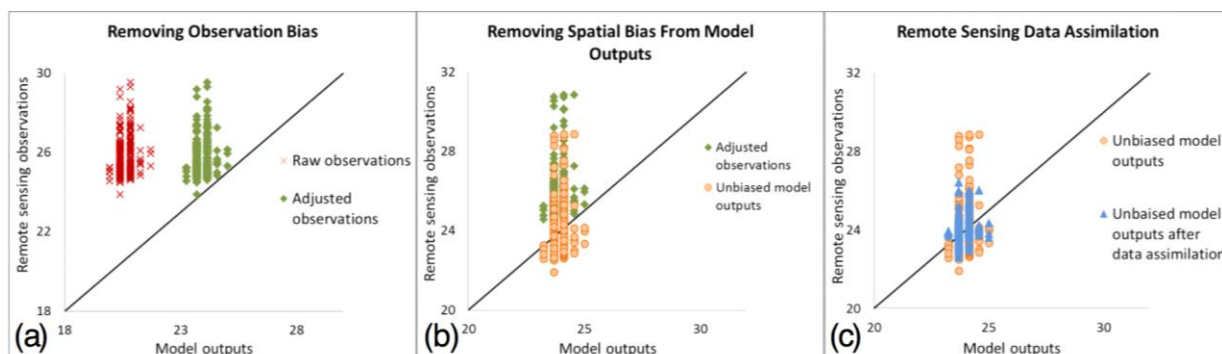 Removing Observation Bias
Remote sensing observations
30
26
22
18
18
23
28
Model outputs
Raw observations
Adjusted
observations
(a)
Removing Spatial Bias From Model
Outputs
Remote sensing observations
32
28
24
20
20
25
30
Model outputs
Adjusted
observations
Unbiased model
outputs
(b)
Remote Sensing Data Assimilation
Remote sensing observations
32
28
24
20
20
25
30
Model outputs
Unbiased model
outputs
Unbaised model
outputs after
data assimilation
(c)